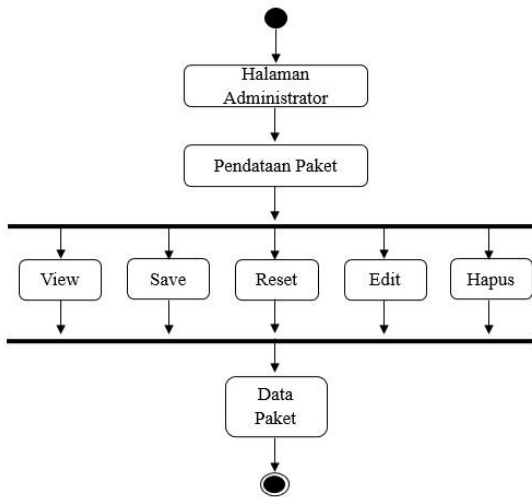 Halaman
Administrator
Pendataan Paket
View
Save
Reset
Edit
Hapus
Data
Paket